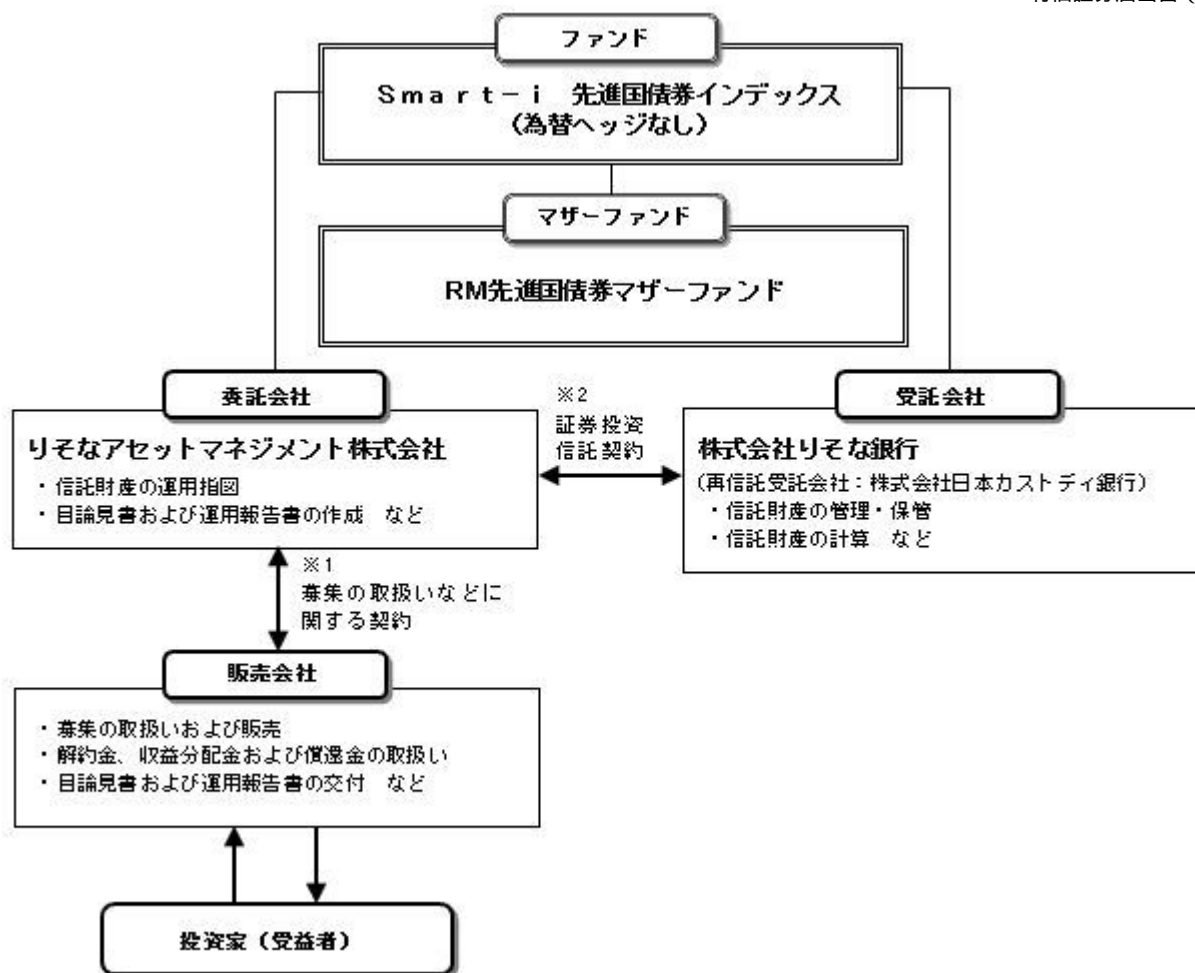 ファンド
Ｓｍａｒｔ－ｉ　先進国債券インデックス
（為替ヘッジなし）
マザーファンド
RM先進国債券マザーファンド
委託会社
りそなアセットマネジメント株式会社
・信託財産の運用指図
・目論見書および運用報告書の作成　など
※2
証券投資
信託契約
受託会社
株式会社りそな銀行
（再信託受託会社：株式会社日本カストディ銀行）
・信託財産の管理・保管
・信託財産の計算　など
※1
募集の取扱いなどに
関する契約
販売会社
・募集の取扱いおよび販売
・解約金、収益分配金および償還金の取扱い
・目論見書および運用報告書の交付　など
投資家（受益者）